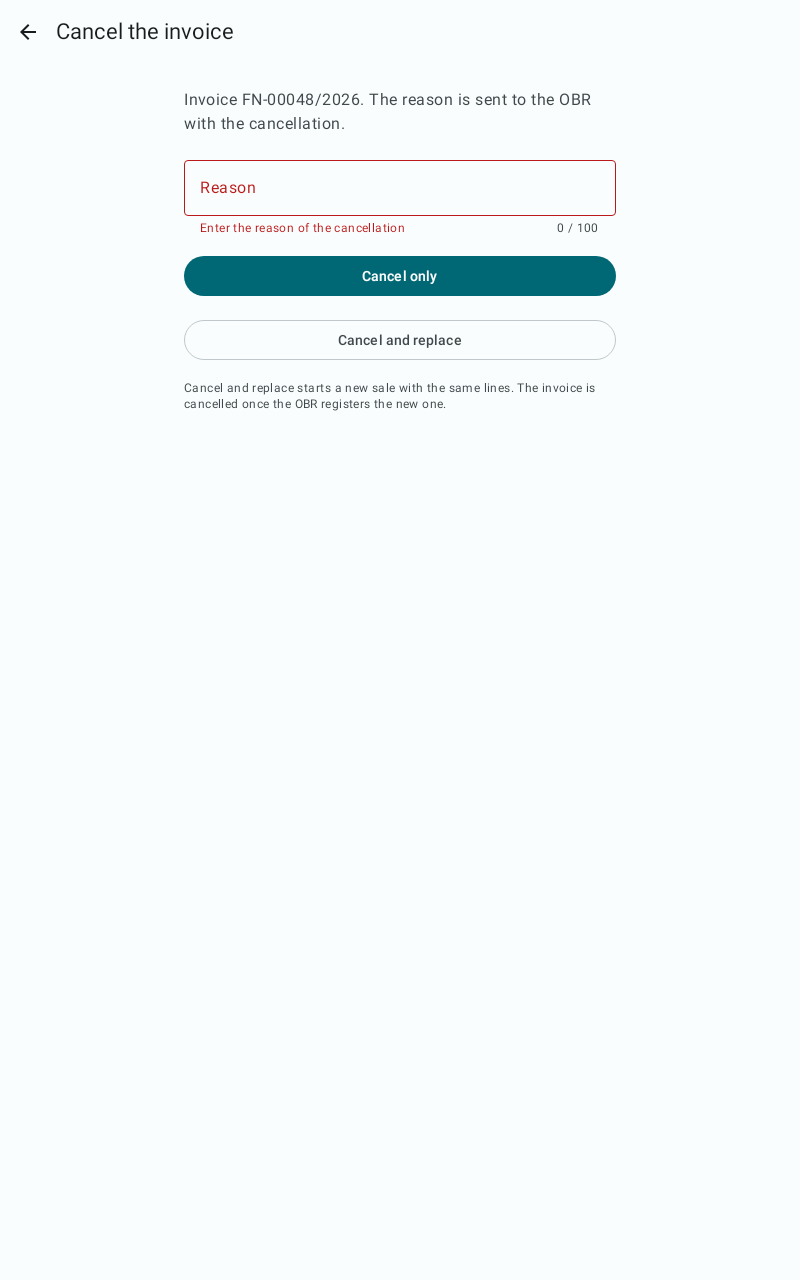 Cancel the invoice
Invoice FN-00048/2026. The reason is sent to the OBR
with the cancellation.
Reason
Enter the reason of the cancellation 0 / 100
Cancel only
Cancel and replace
Cancel and replace starts a new sale with the same lines. The invoice is
cancelled once the OBR registers the new one.